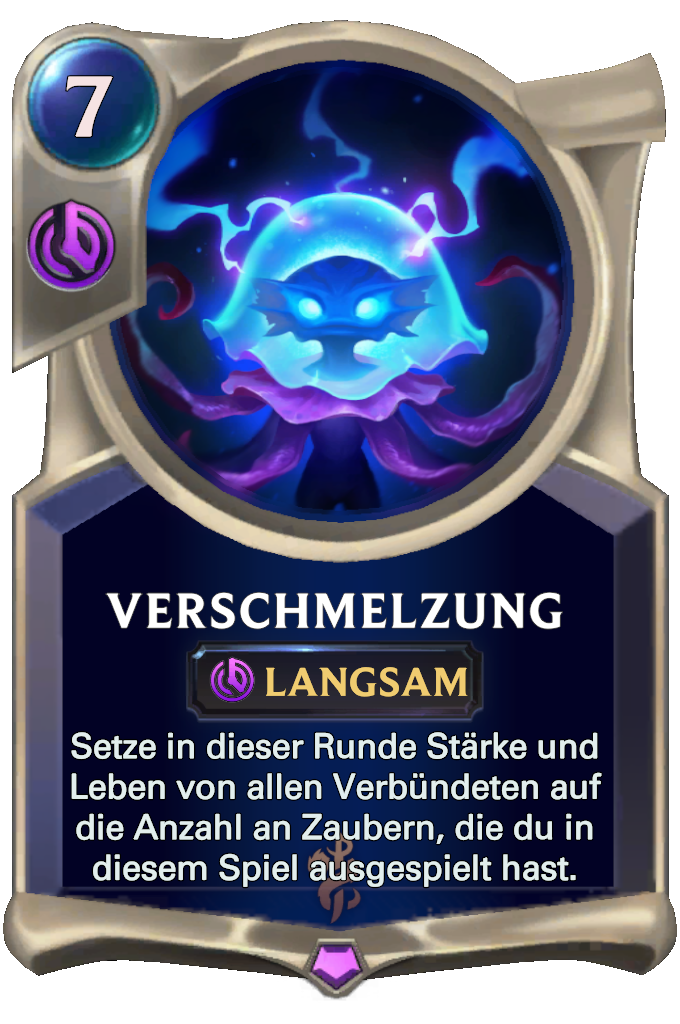 7
VERSCHMELZUNG
LANGSAM
Setze in dieser Runde Stärke und
Leben von allen Verbündeten auf
die Anzahl an Zaubern, die du in
diesem Spiel ausgespielt hast.